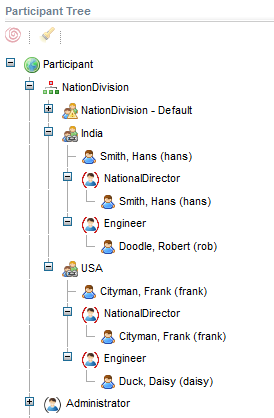 Participant Tree
Participant
NationDivision
NationDivision - Default
India
Smith, Hans (hans)
NationalDirector
Smith, Hans (hans)
Engineer
Doodle, Robert (rob)
USA
Cityman, Frank (frank)
NationalDirector
Cityman, Frank (frank)
Engineer
Duck, Daisy (daisy)
Administrator